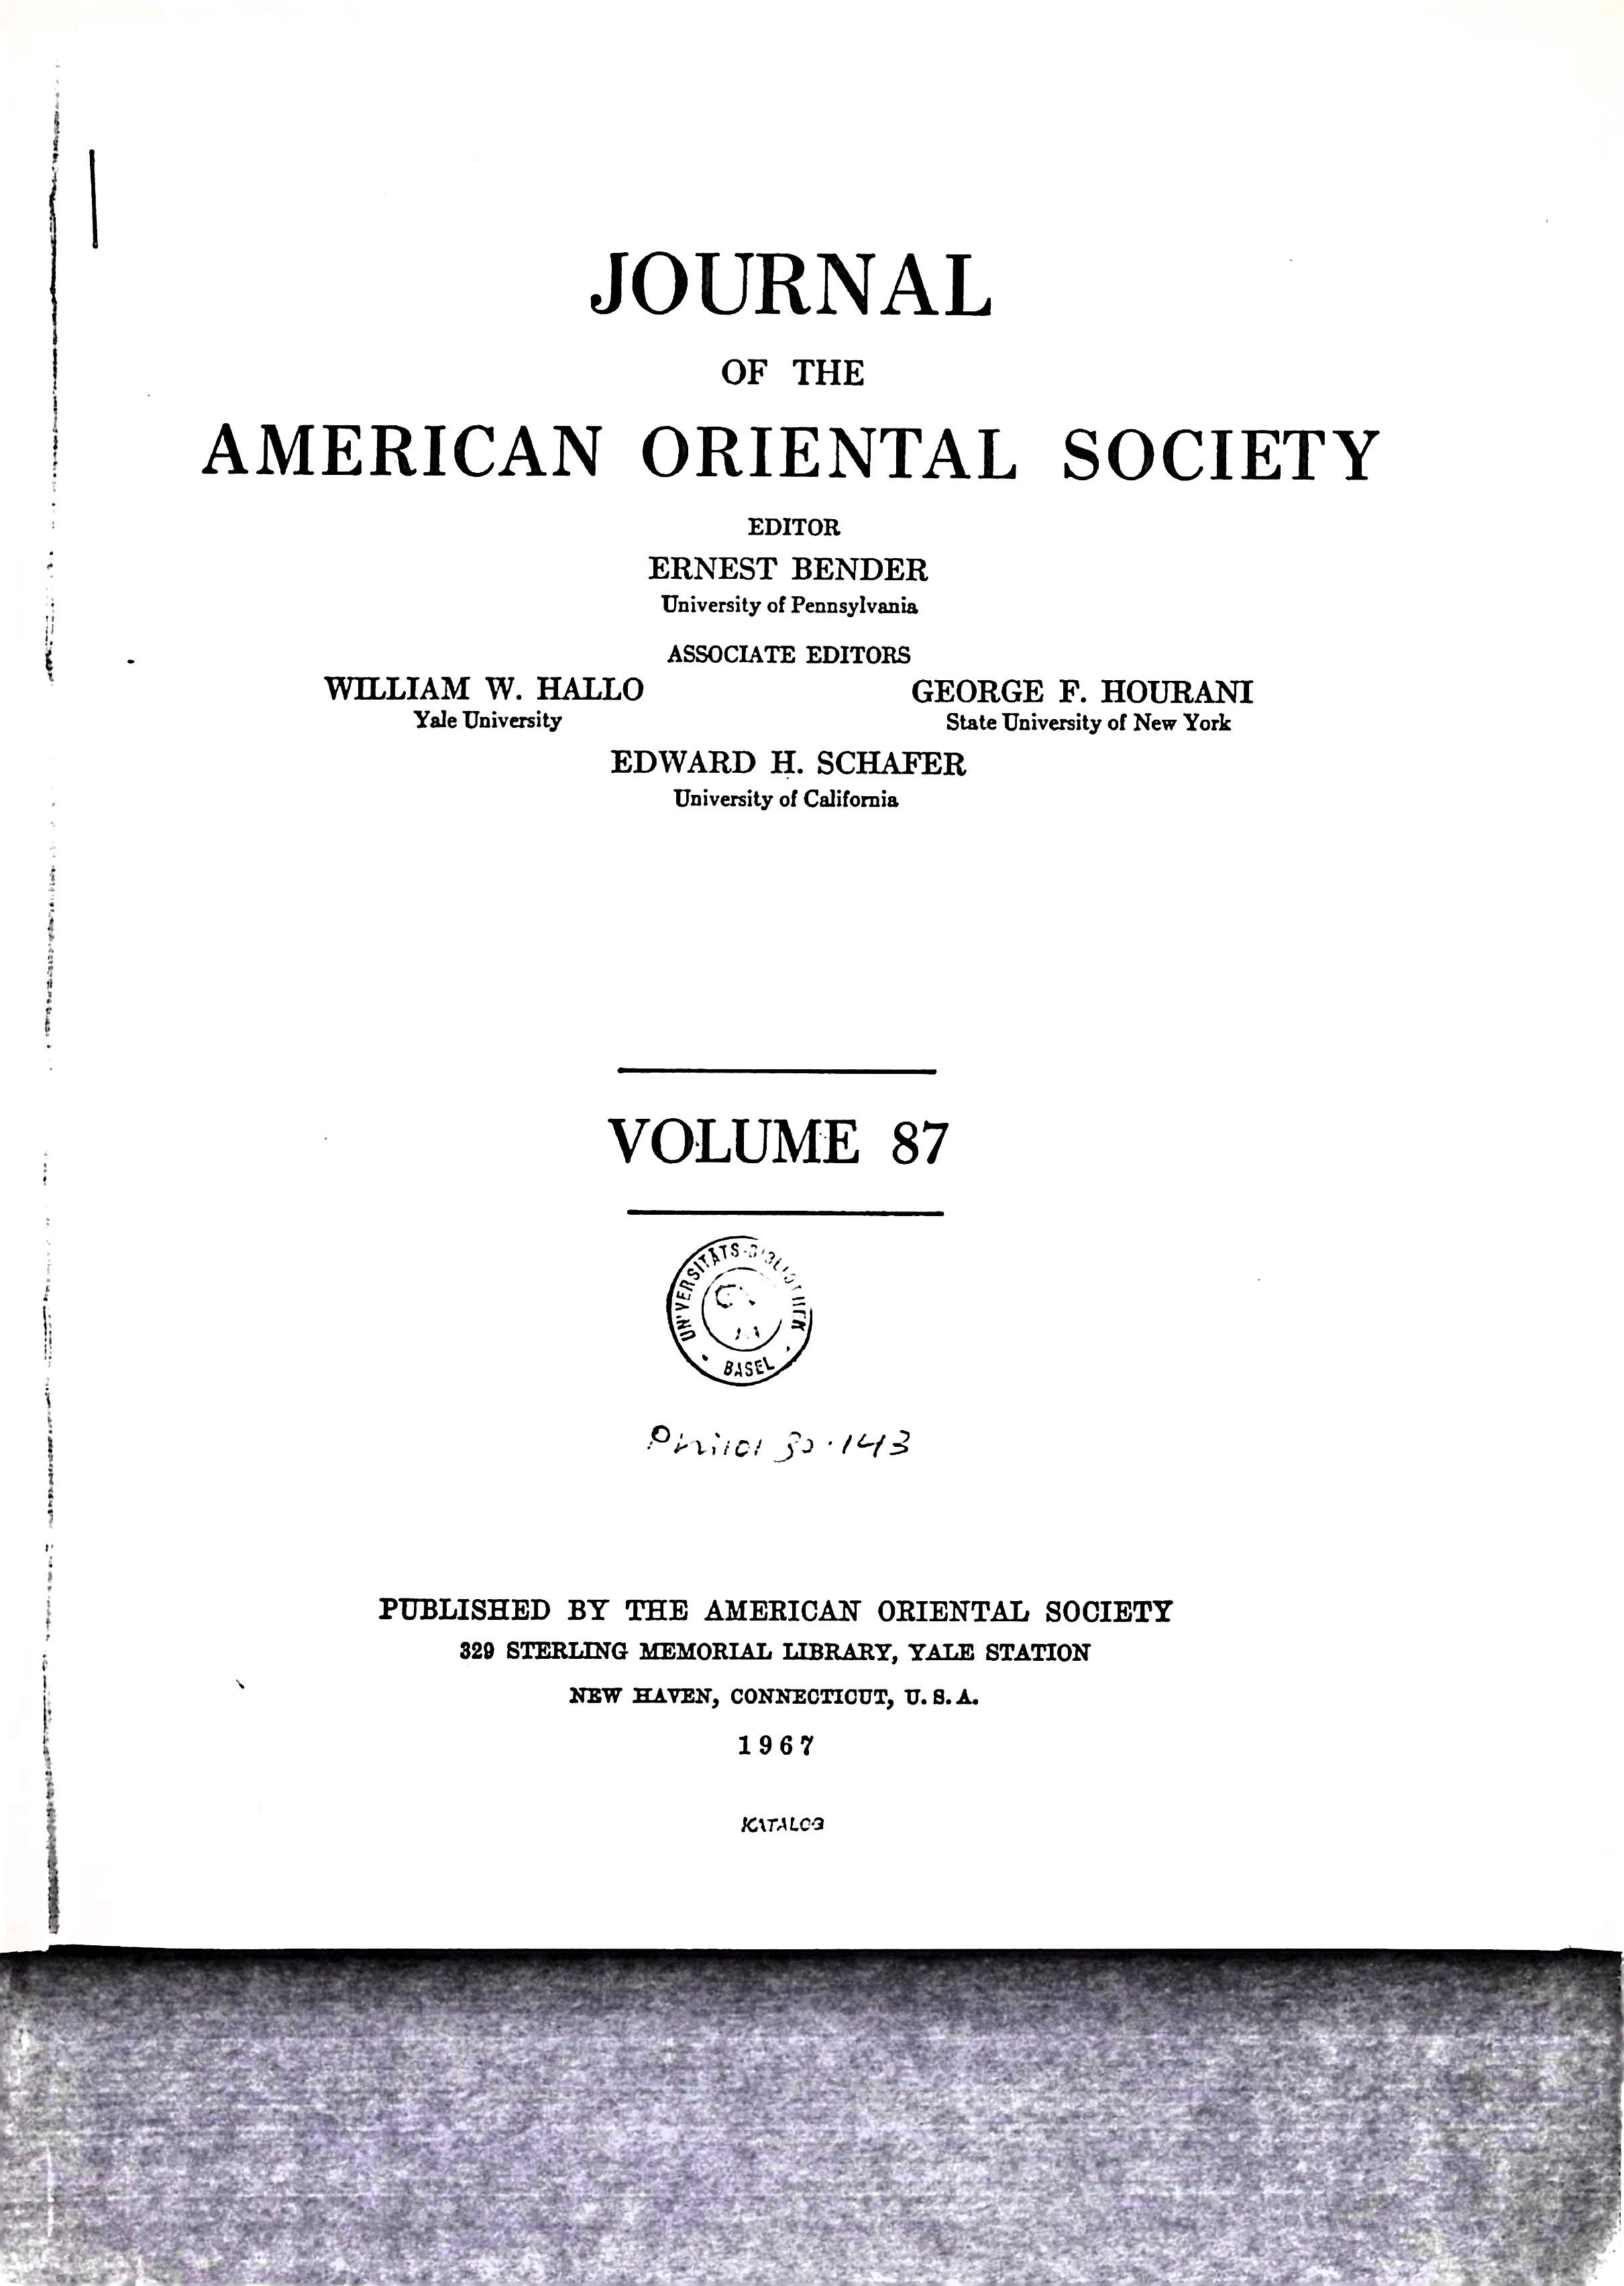 JOURNAL
OF THE
AMERICAN ORIENTAL SOCIETY
EDITOR
ERNEST BENDER
University of Pennsylvania
ASSOCIATE EDITORS
WILLIAM W. HALLO GEORGE F. HOURANI
Yale University State University of New York
EDWARD H. SCHAFER
University of California
VOLUME 87
UNIVERSITÄTS-BIBLIOTHEK
BASEL
143
PUBLISHED BY THE AMERICAN ORIENTAL SOCIETY
329 STERLING MEMORIAL LIBRARY, YALE STATION
NEW HAVEN, CONNECTICUT, U. S. A.
1967
KATALOG